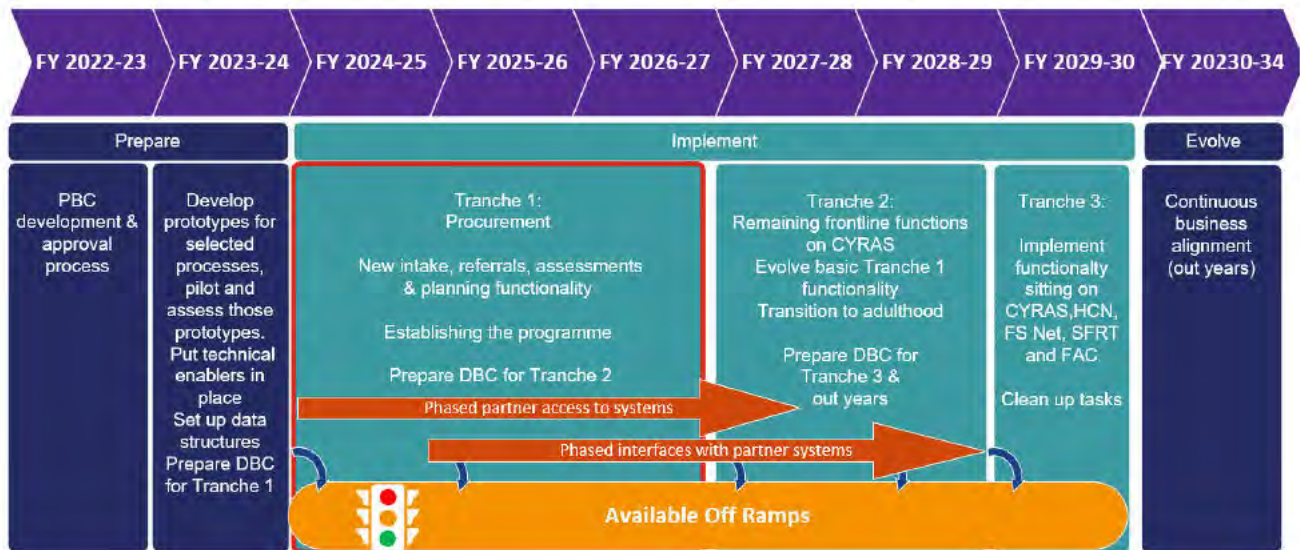 FY 2022-23
FY 2023-24
FY 2024-25
FY 2025-26
FY 2026-27
FY 2027-28
FY 2028-29
FY 2029-30
FY 20230-34
Prepare
Implement
Evolve
PBC
development &
approval
process
Develop
prototypes for
selected
processes,
pilot and
assess those
prototypes.
Put technical
enablers in
place
Set up data
structures
Prepare DBC
for Tranche 1
Tranche 1:
Procurement
New intake, referrals, assessments
& planning functionality
Establishing the programme
Prepare DBC for Tranche 2
Tranche 2:
Remaining frontline functions
on CYRAS
Evolve basic Tranche 1
functionality
Transition to adulthood
Prepare DBC for
Tranche 3 &
out years
Tranche 3:
Implement
functionality
sitting on
CYRAS,HCN,
FS Net, SFRT
and FAC
Clean up tasks
Continuous
business
alignment
(out years)
Phased partner access to systems
Phased interfaces with partner systems
Available Off Ramps